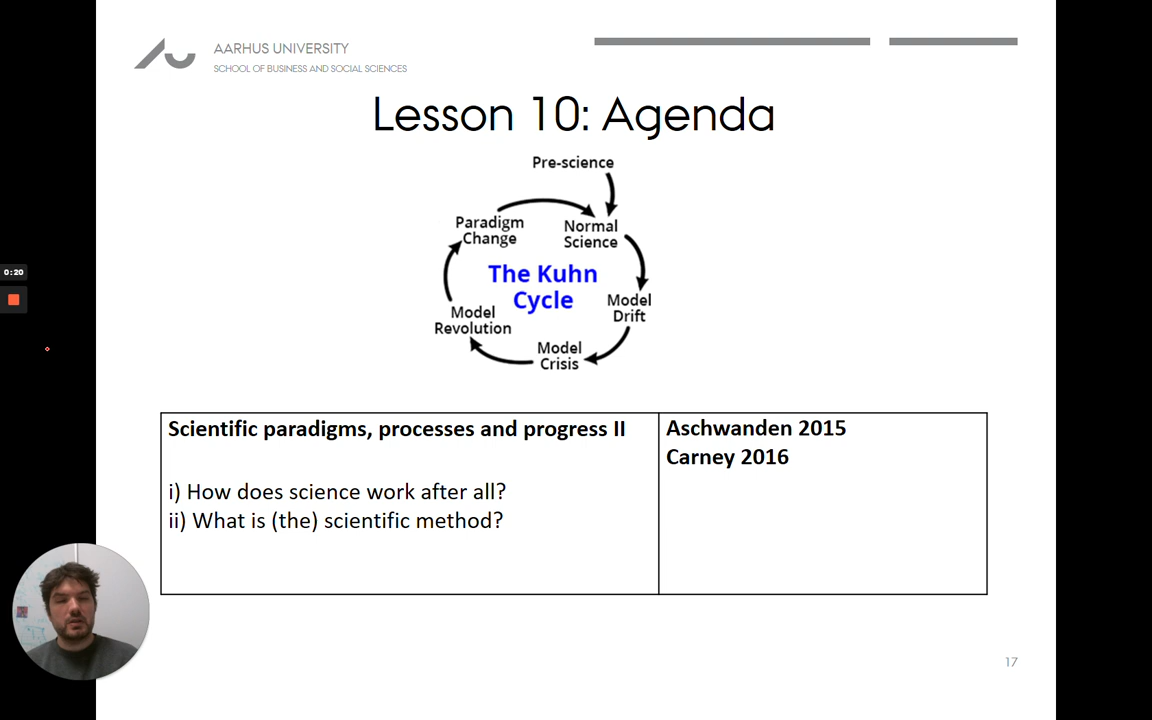 AARHUS UNIVERSITY
SCHOOL OF BUSINESS AND SOCIAL SCIENCES
Lesson 10: Agenda
Pre-science
Paradigm
Change
Normal
Science
The Kuhn
Cycle
Model
Drift
Model
Revolution
Model
Crisis
0:20
Scientific paradigms, processes and progress II
i) How does science work after all?
ii) What is (the) scientific method?
Aschwanden 2015
Carney 2016
17